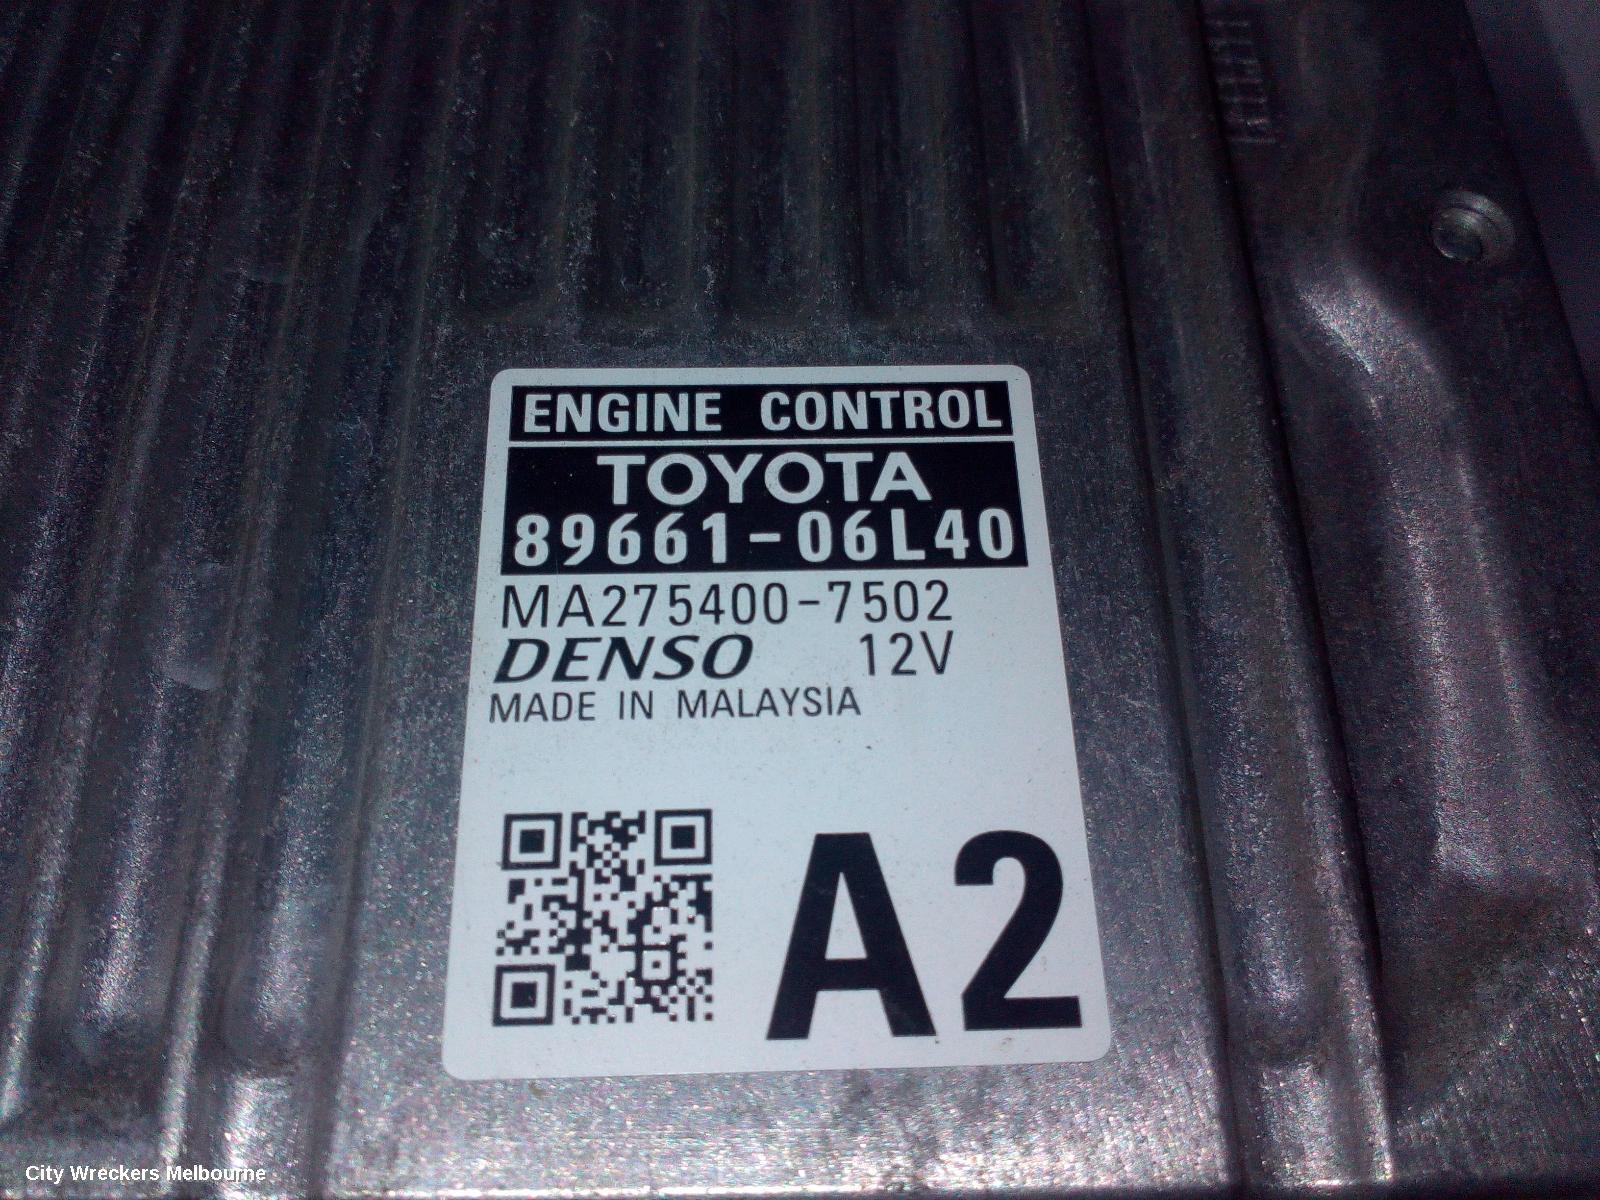 ENGINE CONTROL
TOYOTA
89661-06L40
MA275400-7502
DENSO 12V
MADE IN MALAYSIA
A2
City Wreckers Melbourne